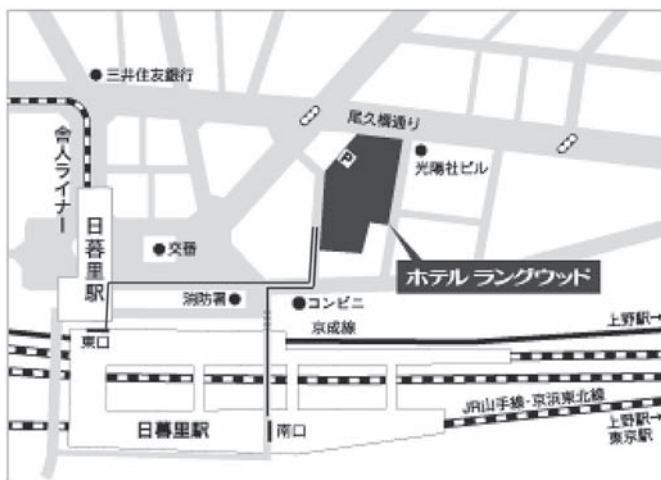 三井住友銀行
尾久橋通り
P
光陽社ビル
舎人ライナー
日暮里駅
交番
ホテル ラングウッド
消防署
コンビニ
京成線
上野駅→
東口
JR山手線・京浜東北線
日暮里駅
南口
上野駅→
東京駅